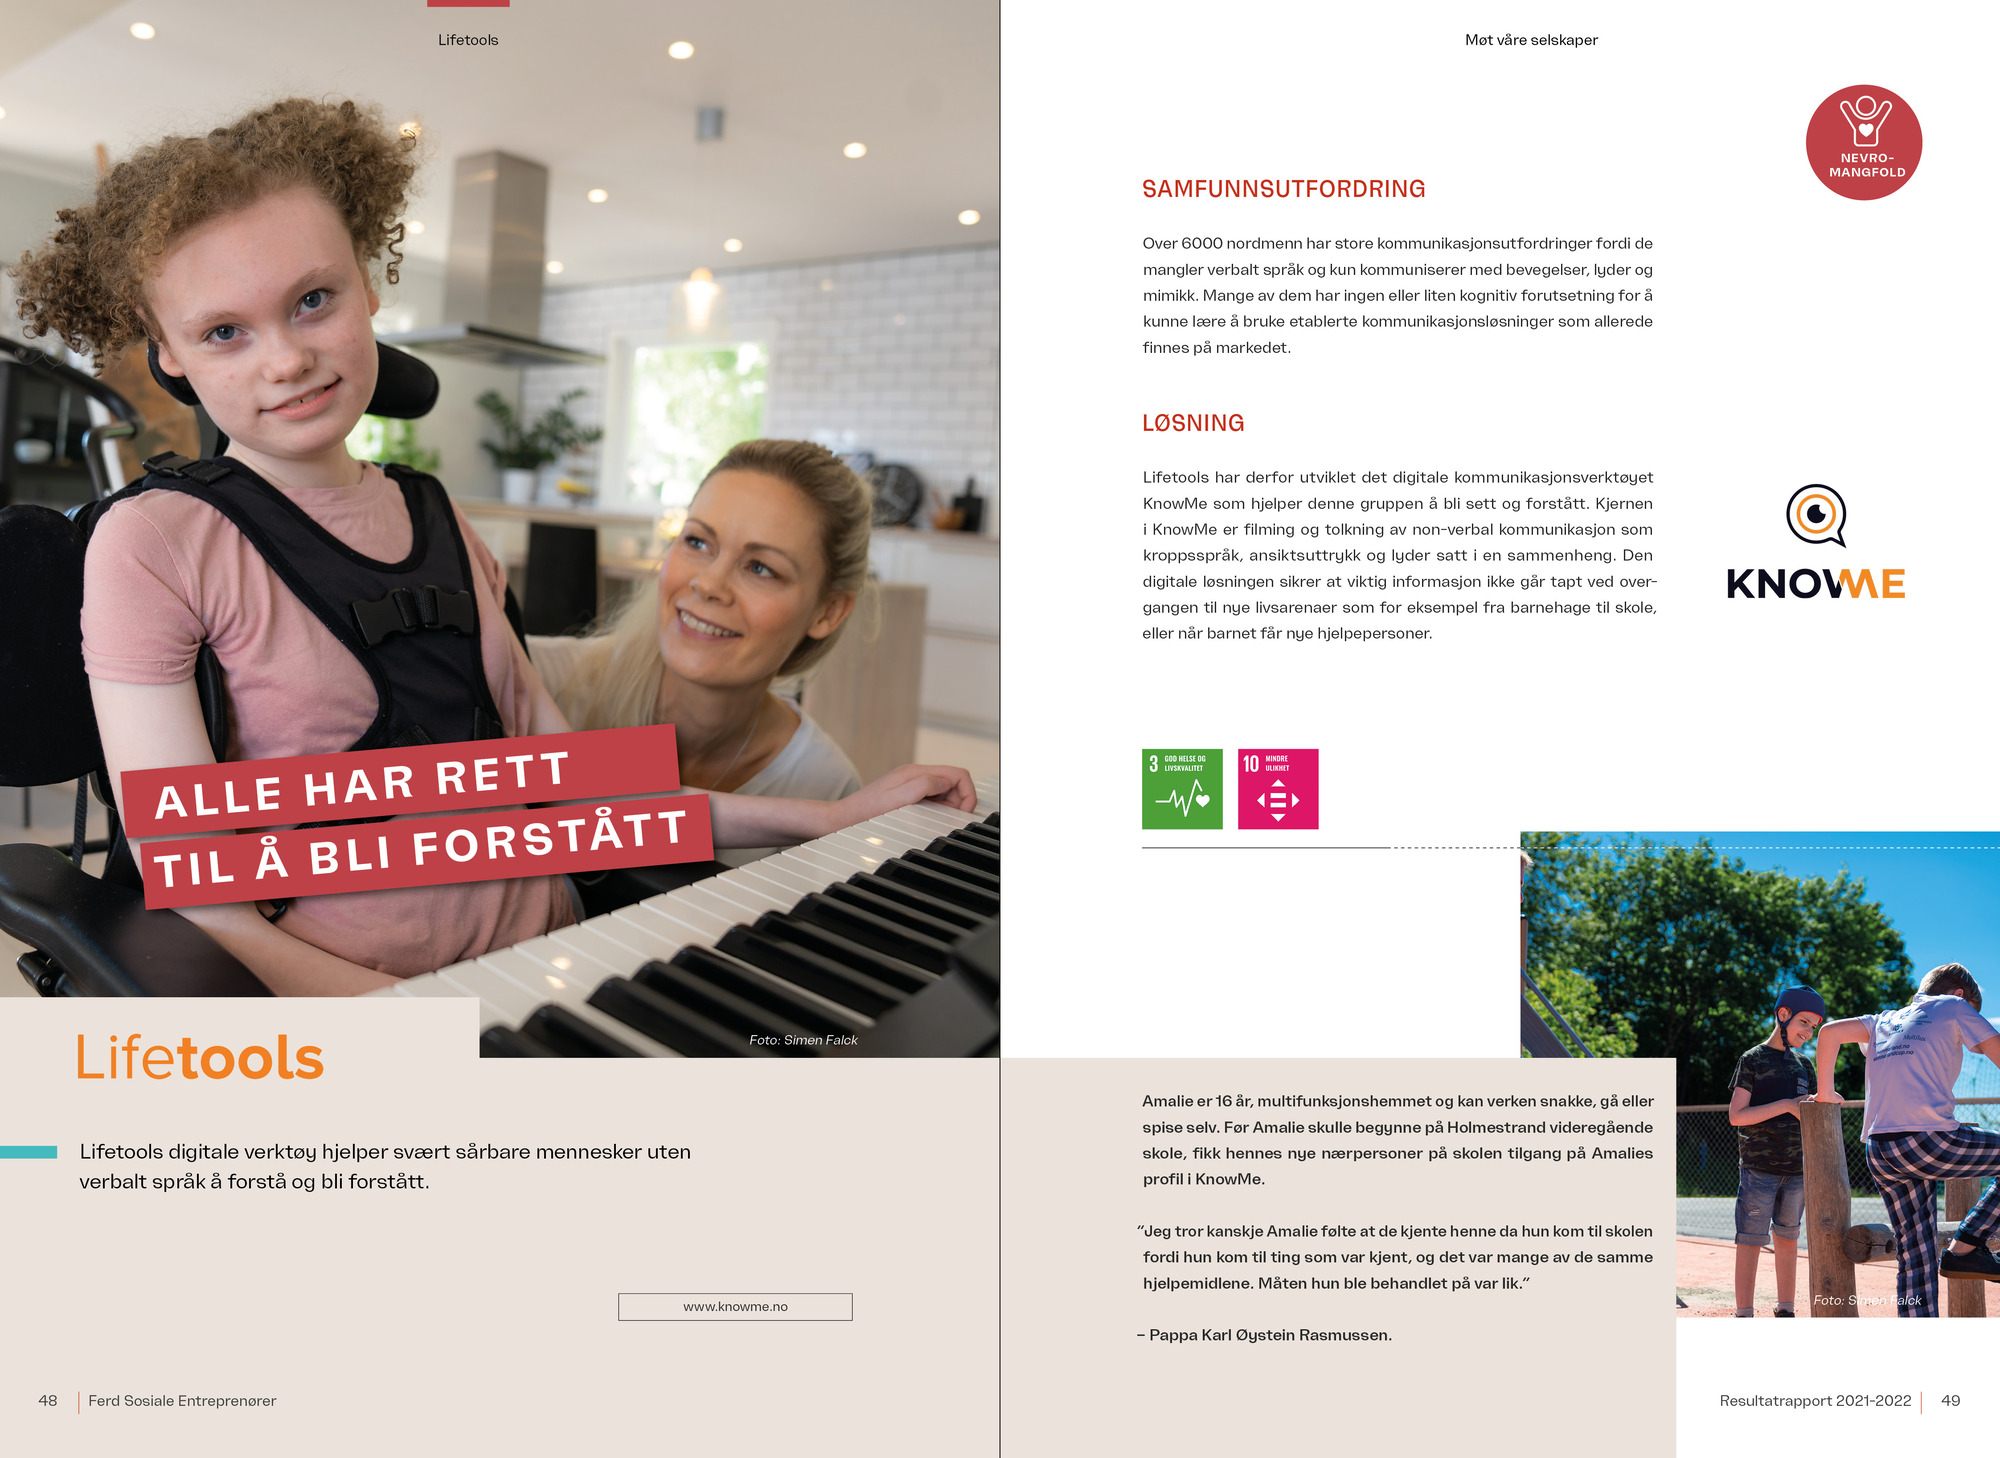 Lifetools
ALLE HAR RETT
TIL Å BLI FORSTÅTT
Foto: Simen Falck
Lifetools
Lifetools digitale verktøy hjelper svært sårbare mennesker uten
verbalt språk å forstå og bli forstått.
www.knowme.no
48 Ferd Sosiale Entreprenører
Møt våre selskaper
NEVRO-
MANGFOLD
SAMFUNNSUTFORDRING
Over 6000 nordmenn har store kommunikasjonsutfordringer fordi de
mangler verbalt språk og kun kommuniserer med bevegelser, lyder og
mimikk. Mange av dem har ingen eller liten kognitiv forutsetning for å
kunne lære å bruke etablerte kommunikasjonsløsninger som allerede
finnes på markedet.
LØSNING
Lifetools har derfor utviklet det digitale kommunikasjonsverktøyet
KnowMe som hjelper denne gruppen å bli sett og forstått. Kjernen
i KnowMe er filming og tolkning av non-verbal kommunikasjon som
kroppsspråk, ansiktsuttrykk og lyder satt i en sammenheng. Den
digitale løsningen sikrer at viktig informasjon ikke går tapt ved over-
gangen til nye livsarenaer som for eksempel fra barnehage til skole,
eller når barnet får nye hjelpepersoner.
KNOWME
3 GOD HELSE OG
LIVSKVALITET
10 MINDRE
ULIKHET
Amalie er 16 år, multifunksjonshemmet og kan verken snakke, gå eller
spise selv. Før Amalie skulle begynne på Holmestrand videregående
skole, fikk hennes nye nærpersoner på skolen tilgang på Amalies
profil i KnowMe.
“Jeg tror kanskje Amalie følte at de kjente henne da hun kom til skolen
fordi hun kom til ting som var kjent, og det var mange av de samme
hjelpemidlene. Måten hun ble behandlet på var lik.”
– Pappa Karl Øystein Rasmussen.
Foto: Simen Falck
Resultatrapport 2021-2022 49